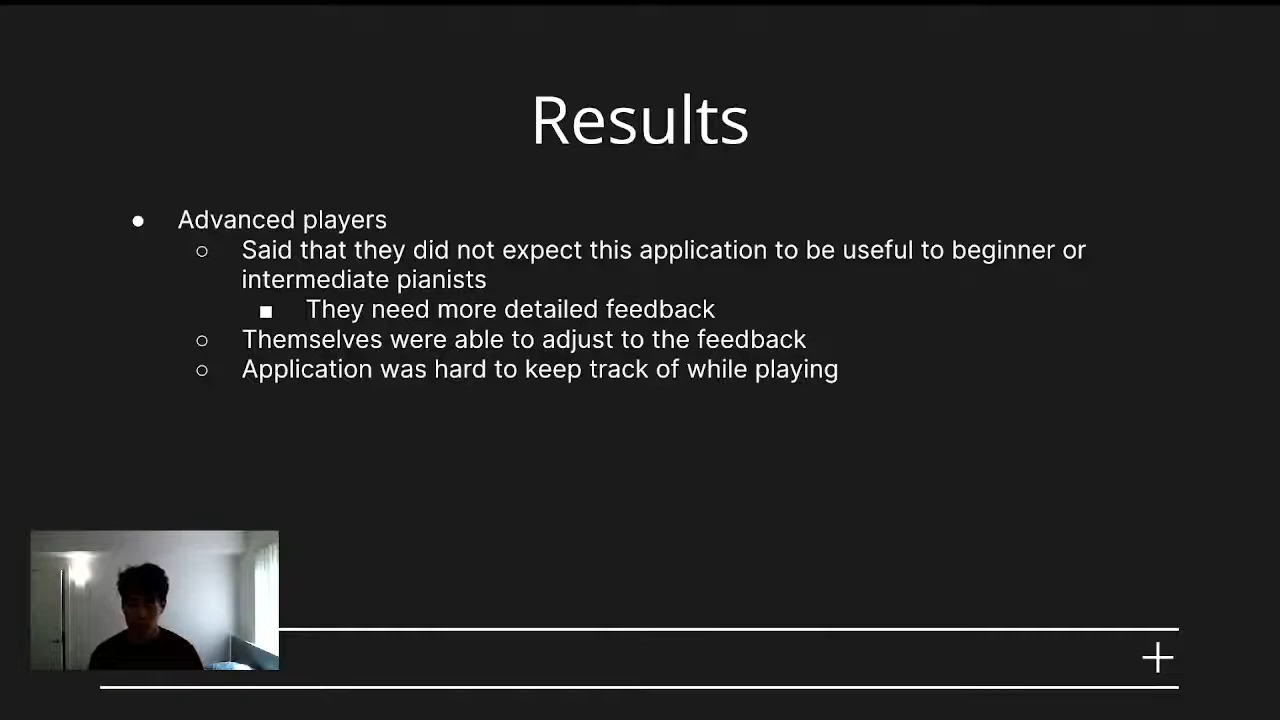 Results
● Advanced players
○ Said that they did not expect this application to be useful to beginner or
intermediate pianists
■ They need more detailed feedback
○ Themselves were able to adjust to the feedback
○ Application was hard to keep track of while playing